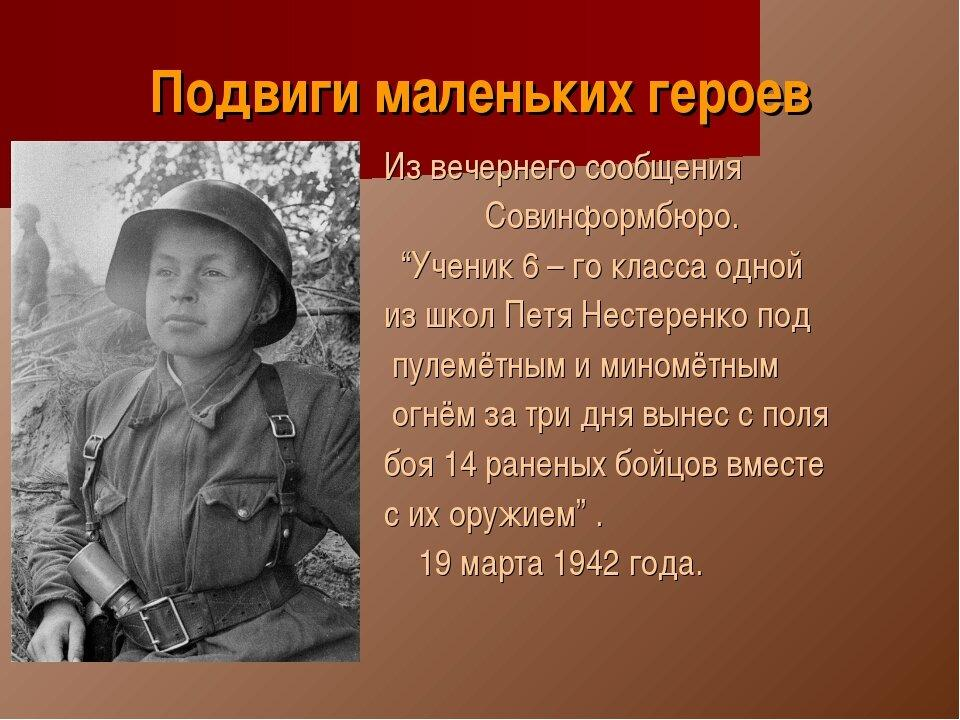 Подвиги маленьких героев
Из вечернего сообщения
Совинформбюро.
“Ученик 6 – го класса одной
из школ Петя Нестеренко под
пулемётным и миномётным
огнём за три дня вынес с поля
боя 14 раненых бойцов вместе
с их оружием” .
19 марта 1942 года.